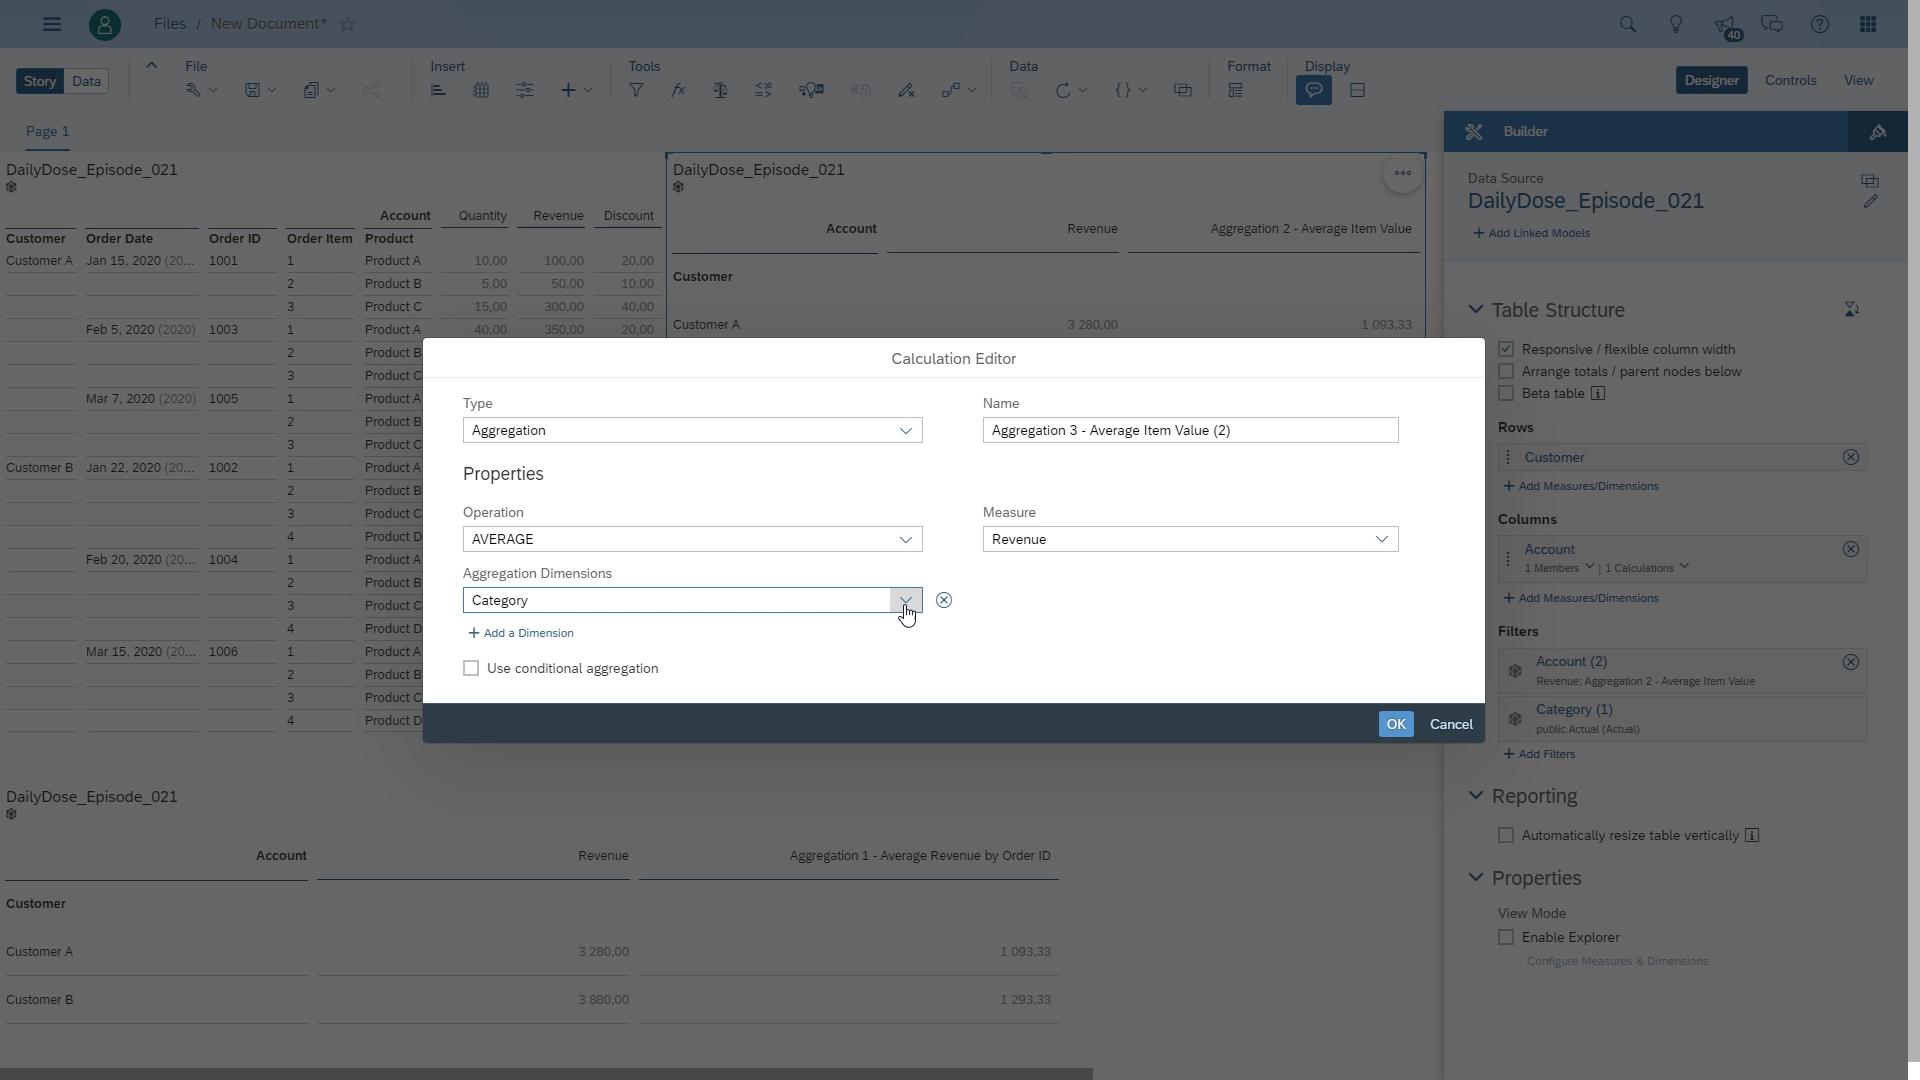 Files / New Document*
40
Story Data
File
Insert
Tools
Data
Format
Display
Designer Controls View
Page 1
DailyDose_Episode_021
Account Quantity Revenue Discount
Customer Order Date Order ID Order Item Product
Customer A Jan 15, 2020 (20... 1001 1 Product A 10,00 100,00 20,00
2 Product B 5,00 50,00 10,00
3 Product C 15,00 300,00 40,00
Feb 5, 2020 (2020) 1003 1 Product A 40,00 350,00 20,00
2 Product B
3 Product C
Mar 7, 2020 (2020) 1005 1 Product A
2 Product B
3 Product C
Customer B Jan 22, 2020 (20... 1002 1 Product A
2 Product B
3 Product C
4 Product D
Feb 20, 2020 (20... 1004 1 Product A
2 Product B
3 Product C
4 Product D
Mar 15, 2020 (20... 1006 1 Product A
2 Product B
3 Product C
4 Product D
DailyDose_Episode_021
Account Revenue Aggregation 2 - Average Item Value
Customer
Customer A 3 280,00 1 093,33
Calculation Editor
Type
Aggregation
Name
Aggregation 3 - Average Item Value (2)
Properties
Operation
AVERAGE
Measure
Revenue
Aggregation Dimensions
Category
+ Add a Dimension
Use conditional aggregation
OK Cancel
DailyDose_Episode_021
Account Revenue Aggregation 1 - Average Revenue by Order ID
Customer
Customer A 3 280,00 1 093,33
Customer B 3 880,00 1 293,33
Builder
Data Source
DailyDose_Episode_021
+ Add Linked Models
Table Structure
Responsive / flexible column width
Arrange totals / parent nodes below
Beta table
Rows
Customer
+ Add Measures/Dimensions
Columns
Account
1 Members | 1 Calculations
+ Add Measures/Dimensions
Filters
Account (2)
Revenue; Aggregation 2 - Average Item Value
Category (1)
public.Actual (Actual)
+ Add Filters
Reporting
Automatically resize table vertically
Properties
View Mode
Enable Explorer
Configure Measures & Dimensions